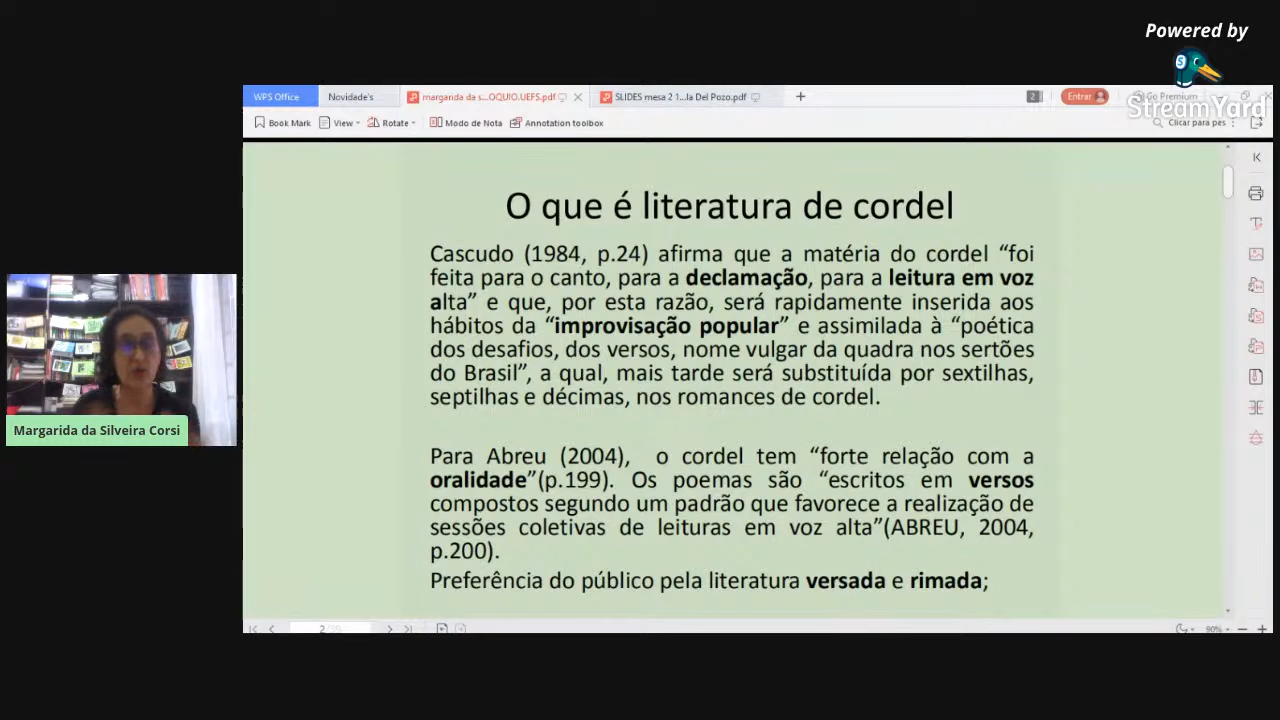 Powered by
StreamYard
WPS Office
Novidade's
margarida da s...OQUIO.UEFS.pdf
SLIDES mesa 2 1...la Del Pozo.pdf
2
Entrar
Go Premium
Book Mark
View
Rotate
Modo de Nota
Annotation toolbox
Clicar para pes
O que é literatura de cordel
Cascudo (1984, p.24) afirma que a matéria do cordel “foi
feita para o canto, para a declamação, para a leitura em voz
alta” e que, por esta razão, será rapidamente inserida aos
hábitos da “improvisação popular” e assimilada à “poética
dos desafios, dos versos, nome vulgar da quadra nos sertões
do Brasil”, a qual, mais tarde será substituída por sextilhas,
septilhas e décimas, nos romances de cordel.
Para Abreu (2004), o cordel tem “forte relação com a
oralidade”(p.199). Os poemas são “escritos em versos
compostos segundo um padrão que favorece a realização de
sessões coletivas de leituras em voz alta”(ABREU, 2004,
p.200).
Preferência do público pela literatura versada e rimada;
Margarida da Silveira Corsi
90%